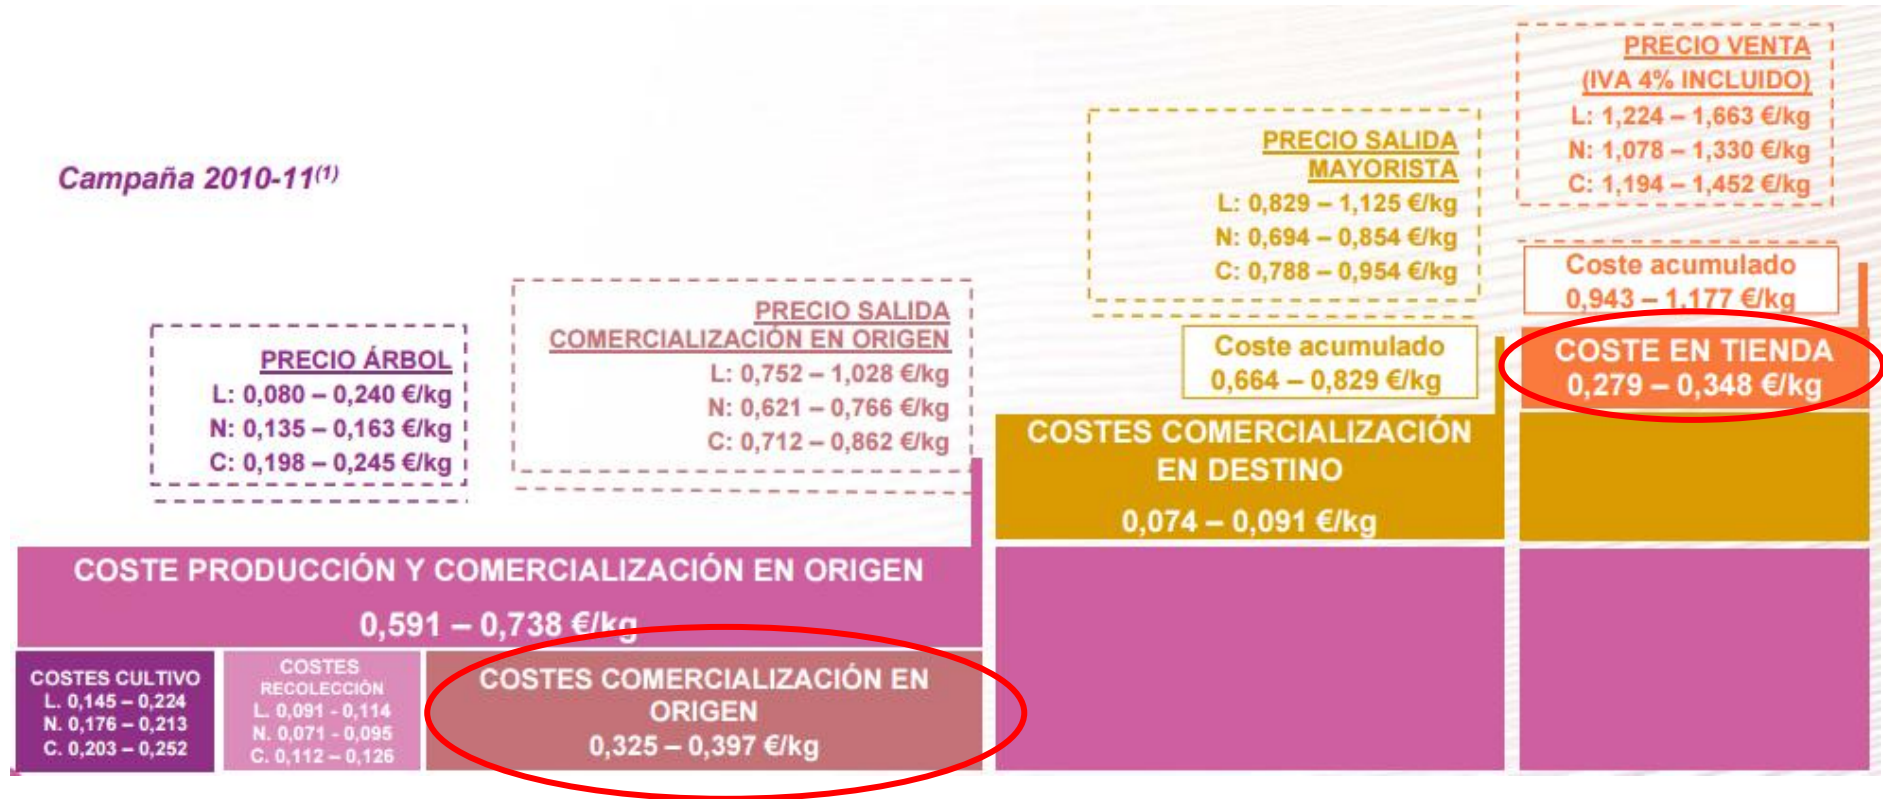 Campaña 2010-11(1)
PRECIO ÁRBOL
L: 0,080 – 0,240 €/kg
N: 0,135 – 0,163 €/kg
C: 0,198 – 0,245 €/kg
PRECIO SALIDA
COMERCIALIZACIÓN EN ORIGEN
L: 0,752 – 1,028 €/kg
N: 0,621 – 0,766 €/kg
C: 0,712 – 0,862 €/kg
PRECIO SALIDA
MAYORISTA
L: 0,829 – 1,125 €/kg
N: 0,694 – 0,854 €/kg
C: 0,788 – 0,954 €/kg
PRECIO VENTA
(IVA 4% INCLUIDO)
L: 1,224 – 1,663 €/kg
N: 1,078 – 1,330 €/kg
C: 1,194 – 1,452 €/kg
Coste acumulado
0,943 – 1,177 €/kg
Coste acumulado
0,664 – 0,829 €/kg
COSTE EN TIENDA
0,279 – 0,348 €/kg
COSTES COMERCIALIZACIÓN
EN DESTINO
0,074 – 0,091 €/kg
COSTE PRODUCCIÓN Y COMERCIALIZACIÓN EN ORIGEN
0,591 – 0,738 €/kg
COSTES CULTIVO
L. 0,145 – 0,224
N. 0,176 – 0,213
C. 0,203 – 0,252
COSTES
RECOLECCIÓN
L. 0,091 - 0,114
N. 0,071 - 0,095
C. 0,112 – 0,126
COSTES COMERCIALIZACIÓN EN
ORIGEN
0,325 – 0,397 €/kg